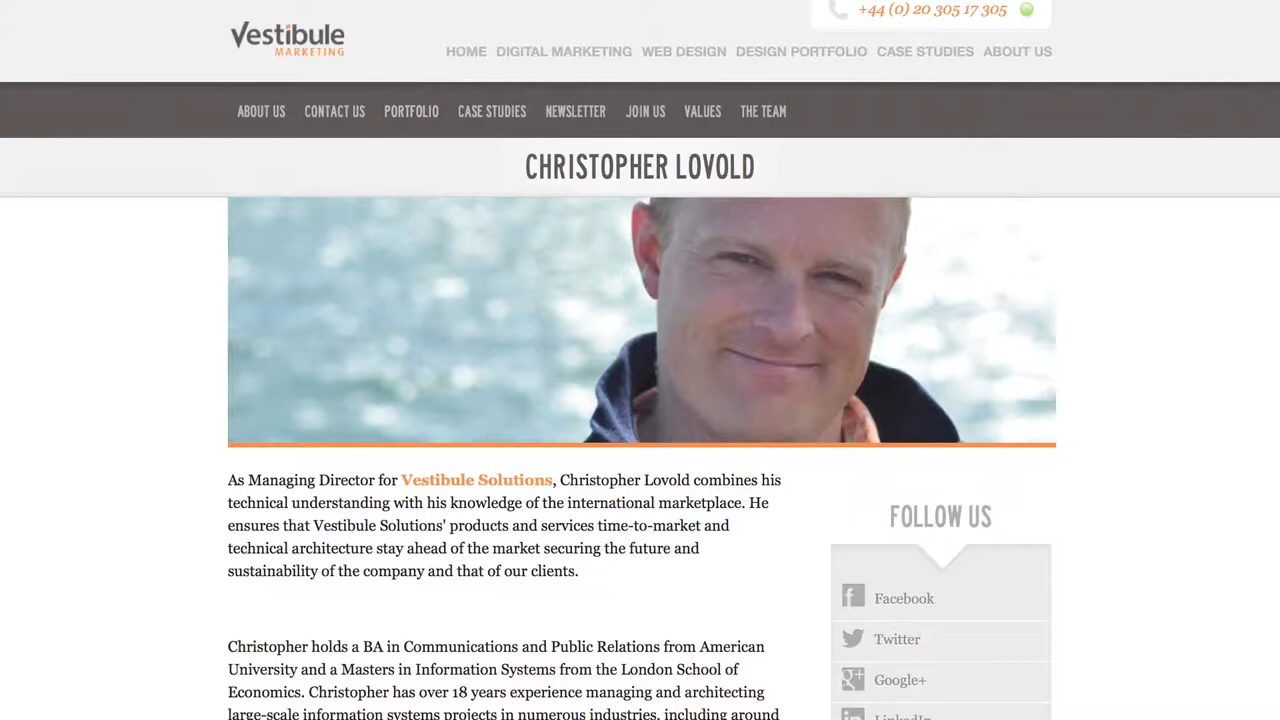 +44 (0) 20 305 17 305
Vestibule
MARKETING
HOME DIGITAL MARKETING WEB DESIGN DESIGN PORTFOLIO CASE STUDIES ABOUT US
ABOUT US CONTACT US PORTFOLIO CASE STUDIES NEWSLETTER JOIN US VALUES THE TEAM
CHRISTOPHER LOVOLD
As Managing Director for Vestibule Solutions, Christopher Lovold combines his
technical understanding with his knowledge of the international marketplace. He
ensures that Vestibule Solutions' products and services time-to-market and
technical architecture stay ahead of the market securing the future and
sustainability of the company and that of our clients.
Christopher holds a BA in Communications and Public Relations from American
University and a Masters in Information Systems from the London School of
Economics. Christopher has over 18 years experience managing and architecting
large-scale information systems projects in numerous industries, including around
FOLLOW US
Facebook
Twitter
Google+
LinkedIn